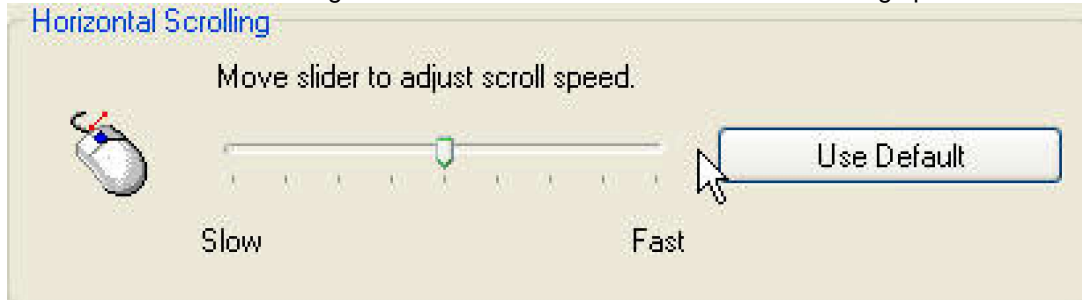 Horizontal Scrolling
Move slider to adjust scroll speed.
Use Default
Slow Fast